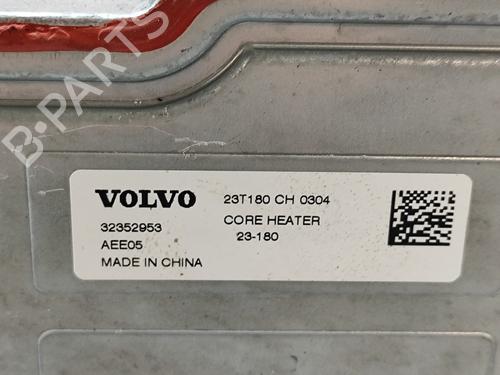 B-PARTS
VOLVO
32352953
AEE05
MADE IN CHINA
23T180 CH 0304
CORE HEATER
23-180